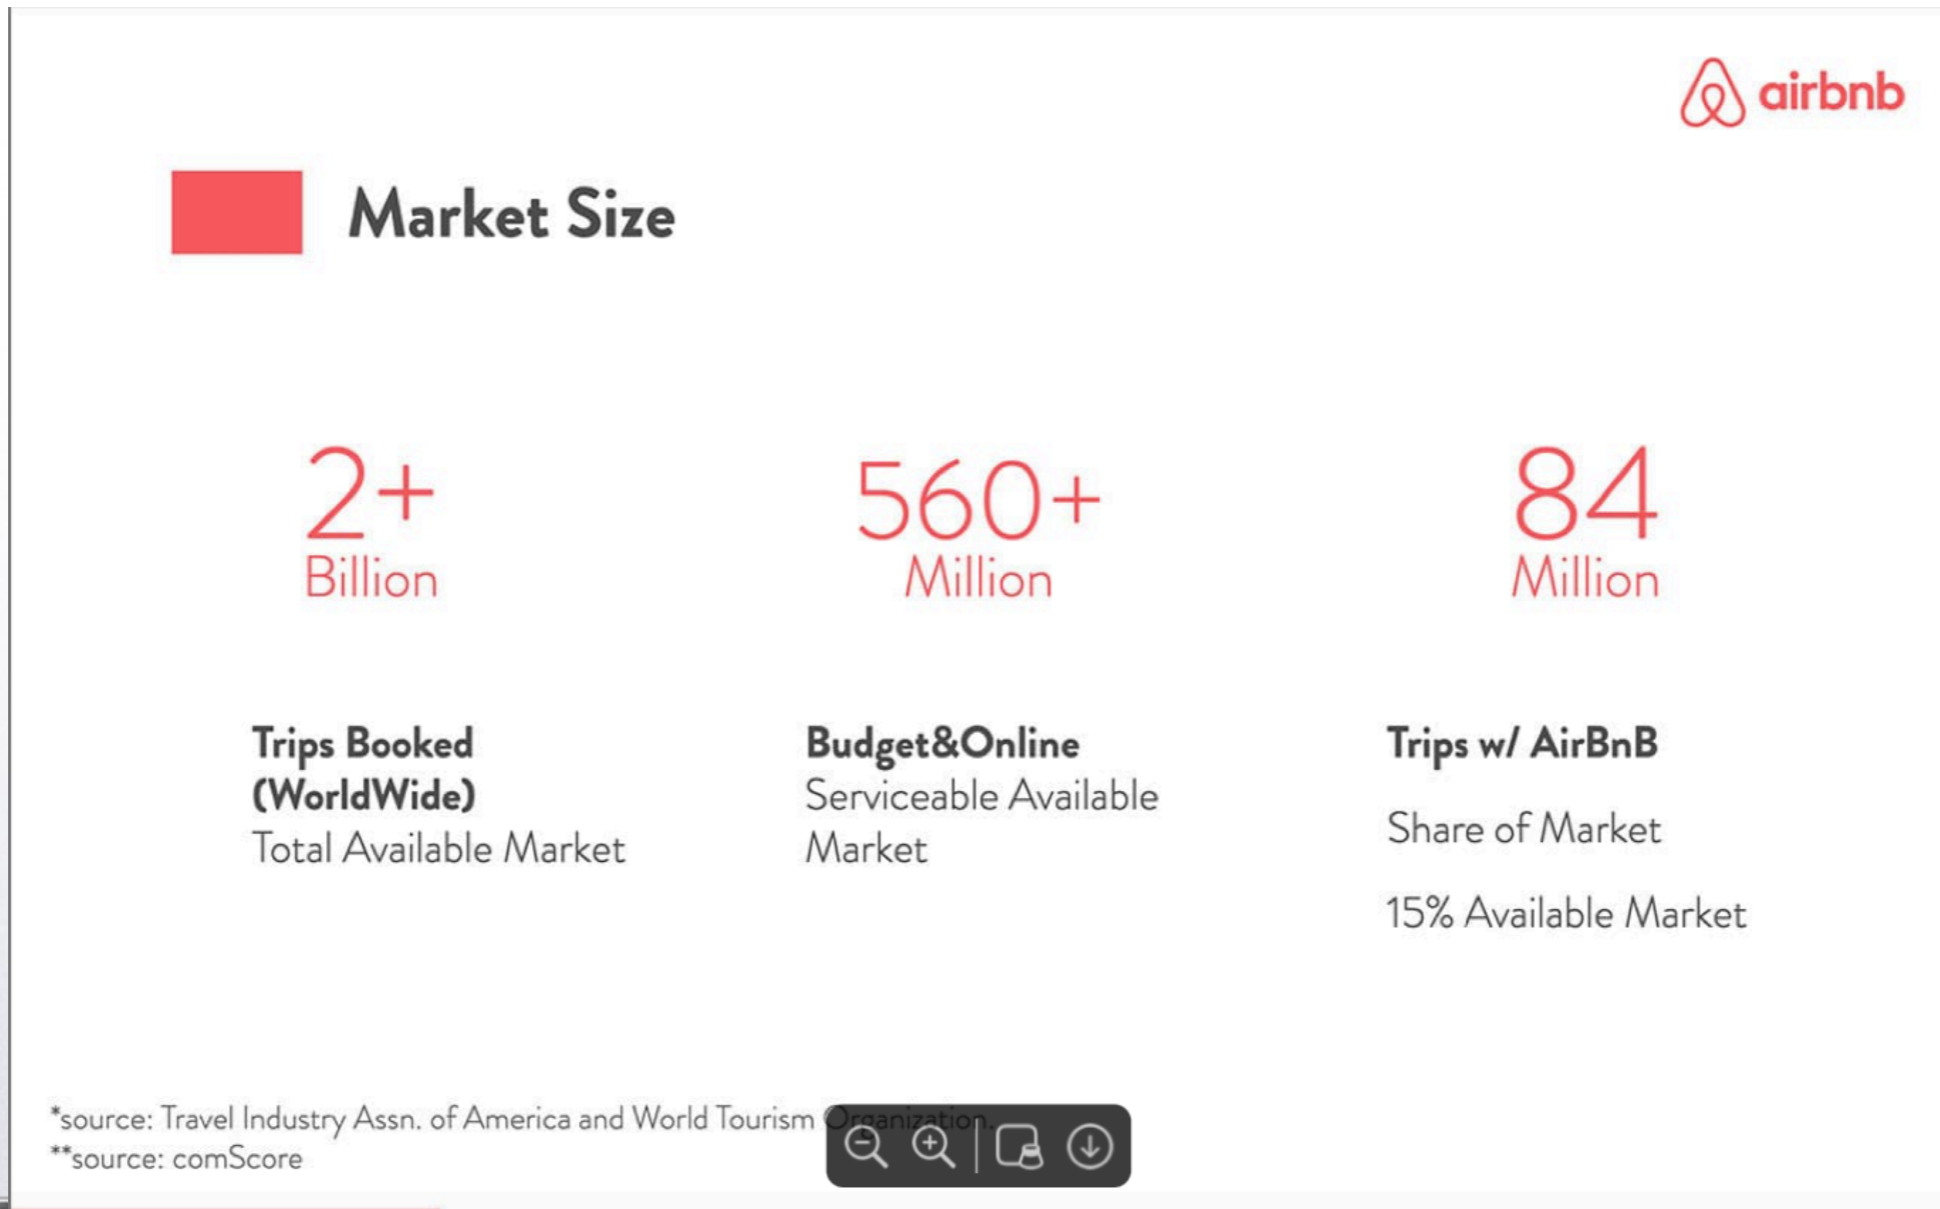 airbnb
Market Size
2+
Billion
560+
Million
84
Million
Trips Booked
(WorldWide)
Total Available Market
Budget&Online
Serviceable Available
Market
Trips w/ AirBnB
Share of Market
15% Available Market
*source: Travel Industry Assn. of America and World Tourism Organization.
**source: comScore